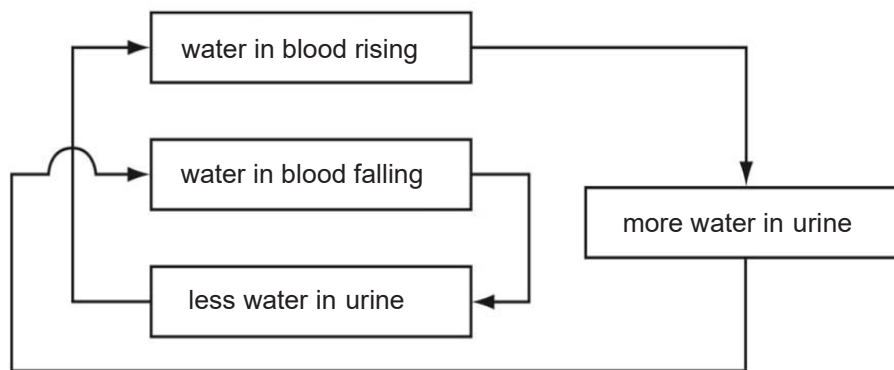 water in blood rising
water in blood falling
more water in urine
less water in urine